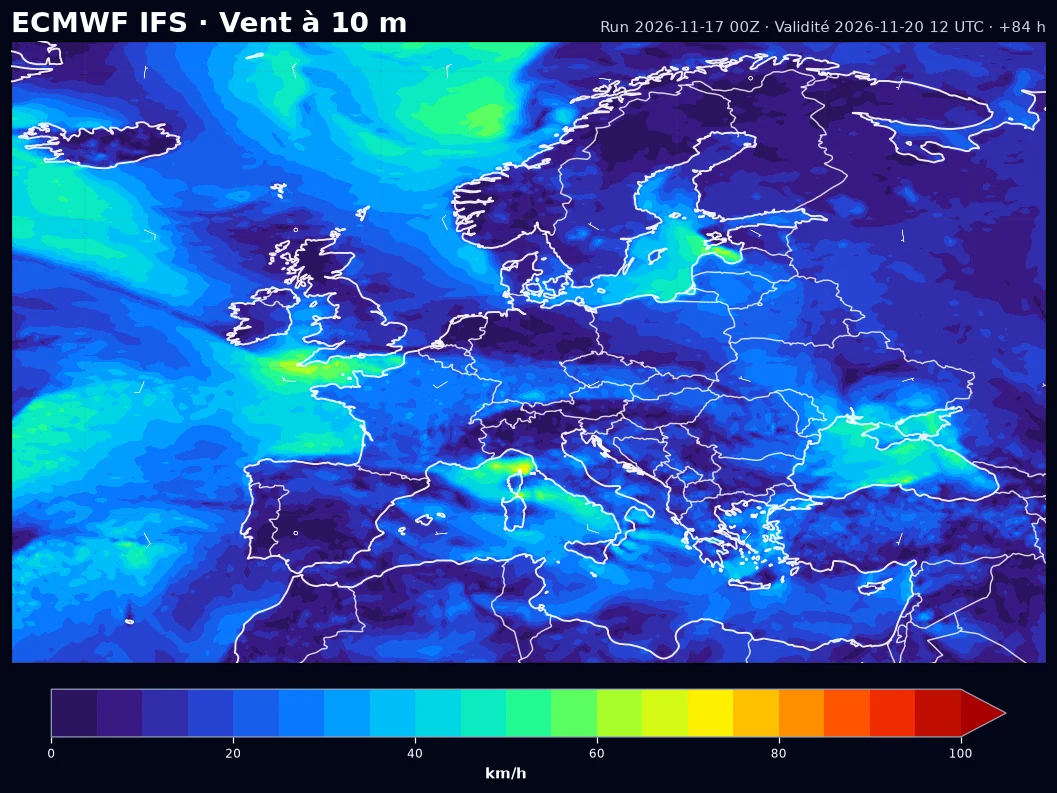 ECMWF IFS · Vent à 10 m
Run 2026-11-17 00Z · Validité 2026-11-20 12 UTC · +84 h
0 20 40 60 80 100
km/h